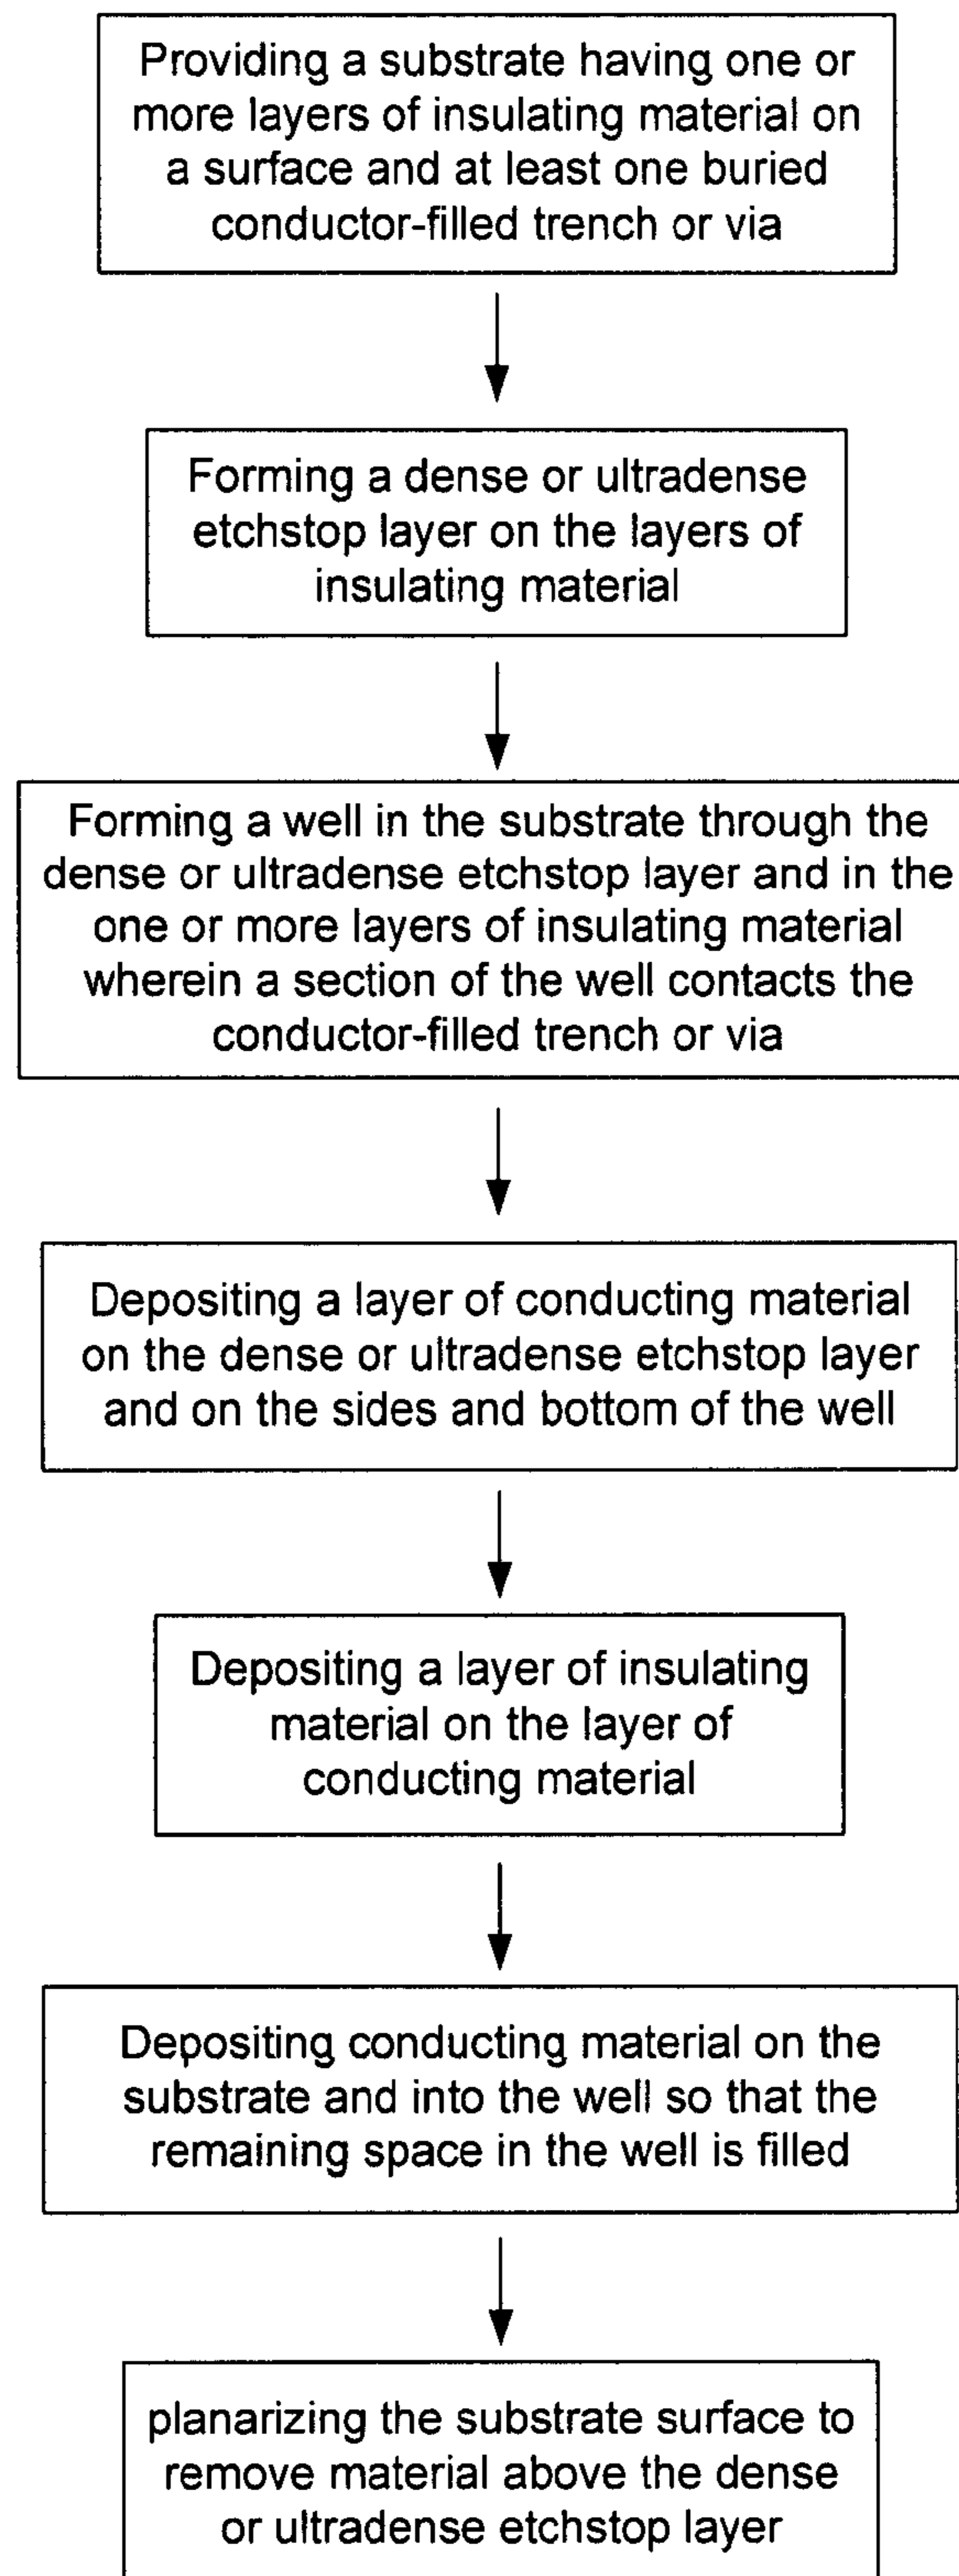 Providing a substrate having one or
more layers of insulating material on
a surface and at least one buried
conductor-filled trench or via
Forming a dense or ultradense
etchstop layer on the layers of
insulating material
Forming a well in the substrate through the
dense or ultradense etchstop layer and in the
one or more layers of insulating material
wherein a section of the well contacts the
conductor-filled trench or via
Depositing a layer of conducting material
on the dense or ultradense etchstop layer
and on the sides and bottom of the well
Depositing a layer of insulating
material on the layer of
conducting material
Depositing conducting material on the
substrate and into the well so that the
remaining space in the well is filled
planarizing the substrate surface to
remove material above the dense
or ultradense etchstop layer